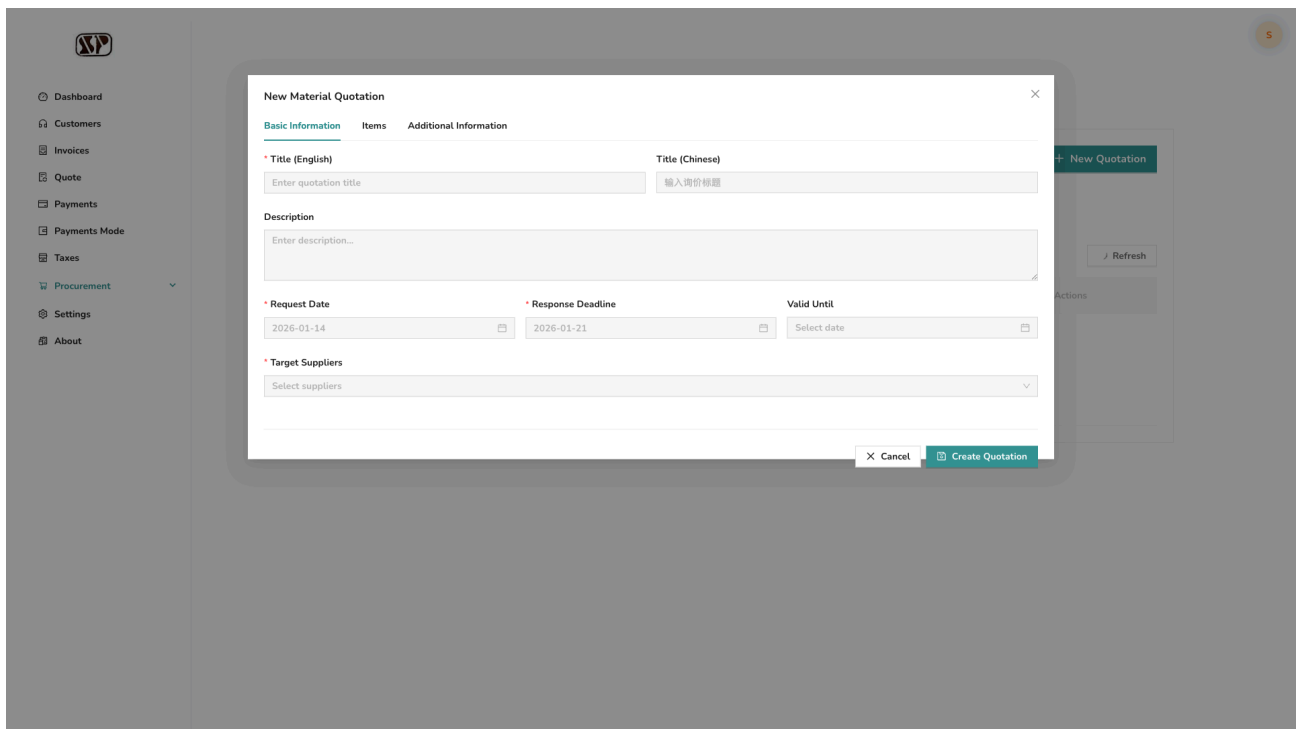 XP
S
Dashboard
Customers
Invoices
Quote
Payments
Payments Mode
Taxes
Procurement
Settings
About
New Material Quotation
Basic Information Items Additional Information
* Title (English) Title (Chinese)
Enter quotation title 输入询价标题
Description
Enter description...
* Request Date * Response Deadline Valid Until
2026-01-14 2026-01-21 Select date
* Target Suppliers
Select suppliers
Cancel Create Quotation
+ New Quotation
Refresh
Actions